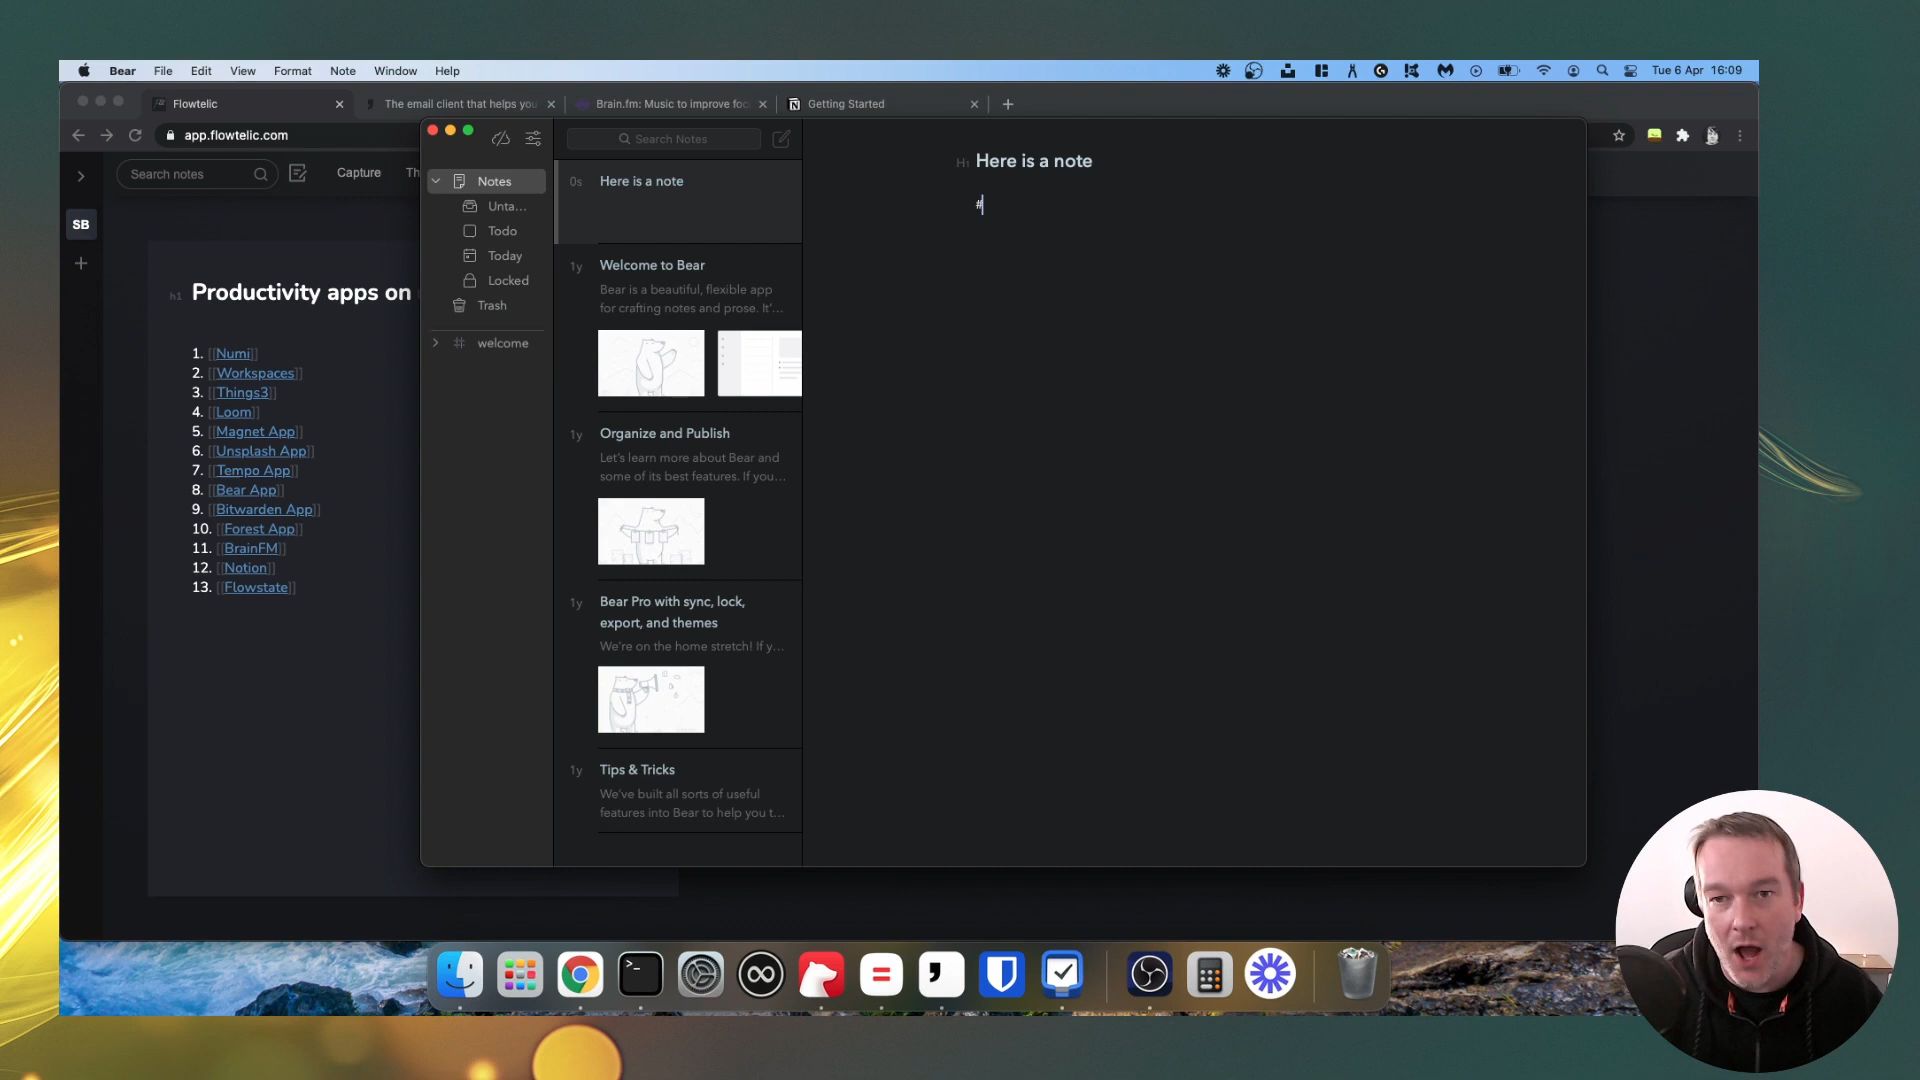 Bear File Edit View Format Note Window Help
Tue 6 Apr 16:09
Flowtelic
The email client that helps you
Brain.fm: Music to improve foc
Getting Started
app.flowtelic.com
Search notes
Capture
Th
SB
h1 Productivity apps on
1. [[Numi]]
2. [[Workspaces]]
3. [[Things3]]
4. [[Loom]]
5. [[Magnet App]]
6. [[Unsplash App]]
7. [[Tempo App]]
8. [[Bear App]]
9. [[Bitwarden App]]
10. [[Forest App]]
11. [[BrainFM]]
12. [[Notion]]
13. [[Flowstate]]
Notes
Unta...
Todo
Today
Locked
Trash
welcome
Search Notes
0s Here is a note
1y Welcome to Bear
Bear is a beautiful, flexible app
for crafting notes and prose. It'...
1y Organize and Publish
Let's learn more about Bear and
some of its best features. If you...
1y Bear Pro with sync, lock,
export, and themes
We're on the home stretch! If y...
1y Tips & Tricks
We've built all sorts of useful
features into Bear to help you t...
H1 Here is a note
#